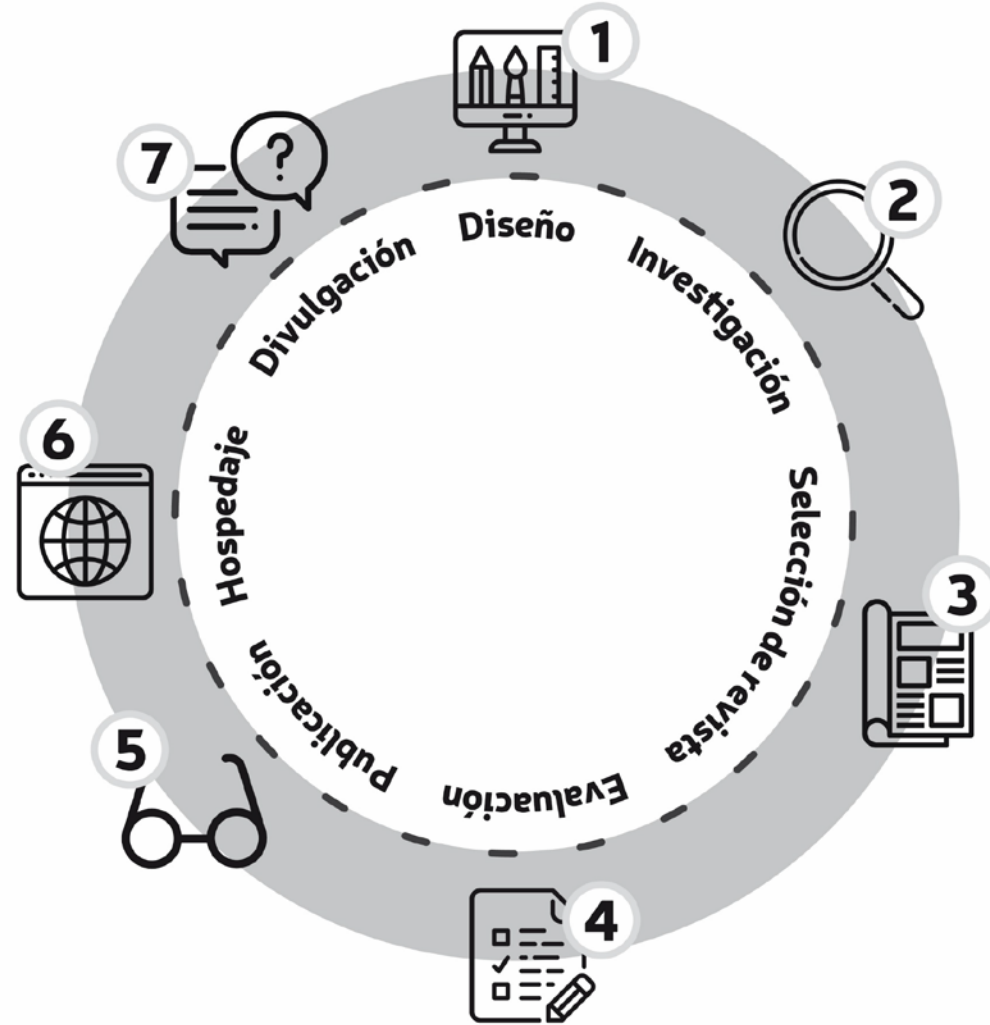 1
Diseño
2
Investigación
3
Selección de revista
4
Evaluación
5
Publicación
6
Hospedaje
7
?
Divulgación